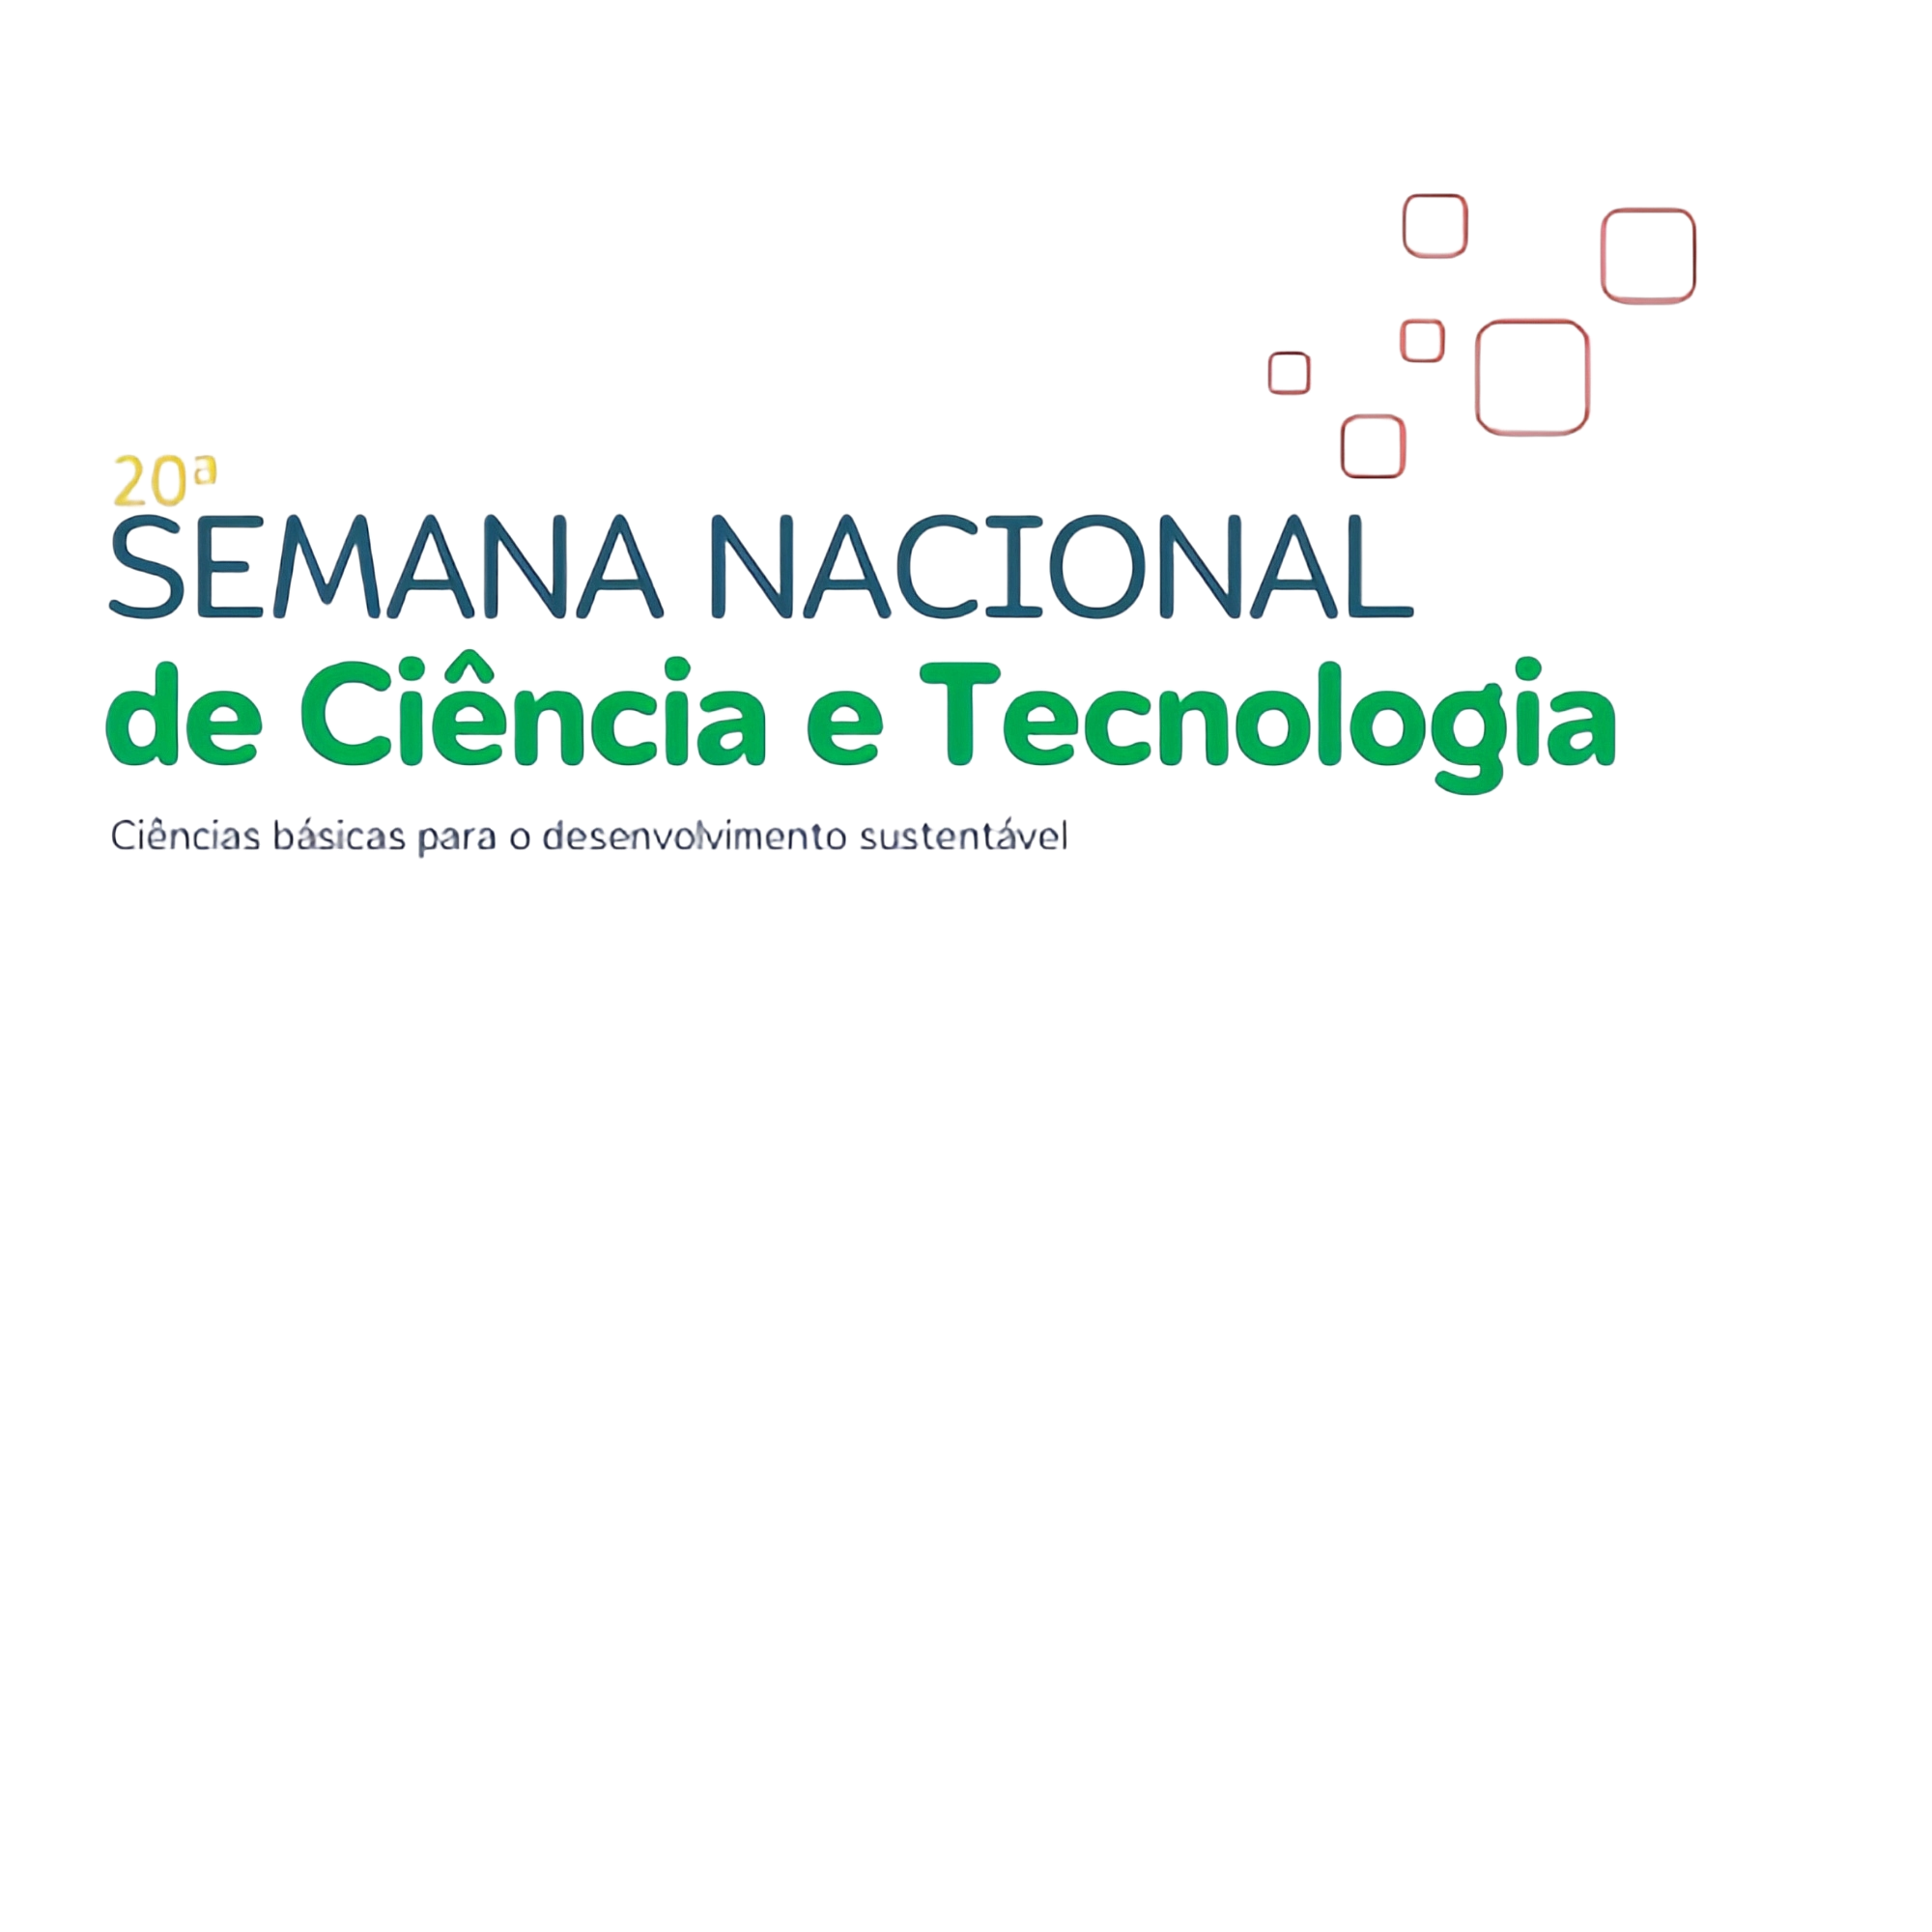 20ª
SEMANA NACIONAL
de Ciência e Tecnologia
Ciências básicas para o desenvolvimento sustentável